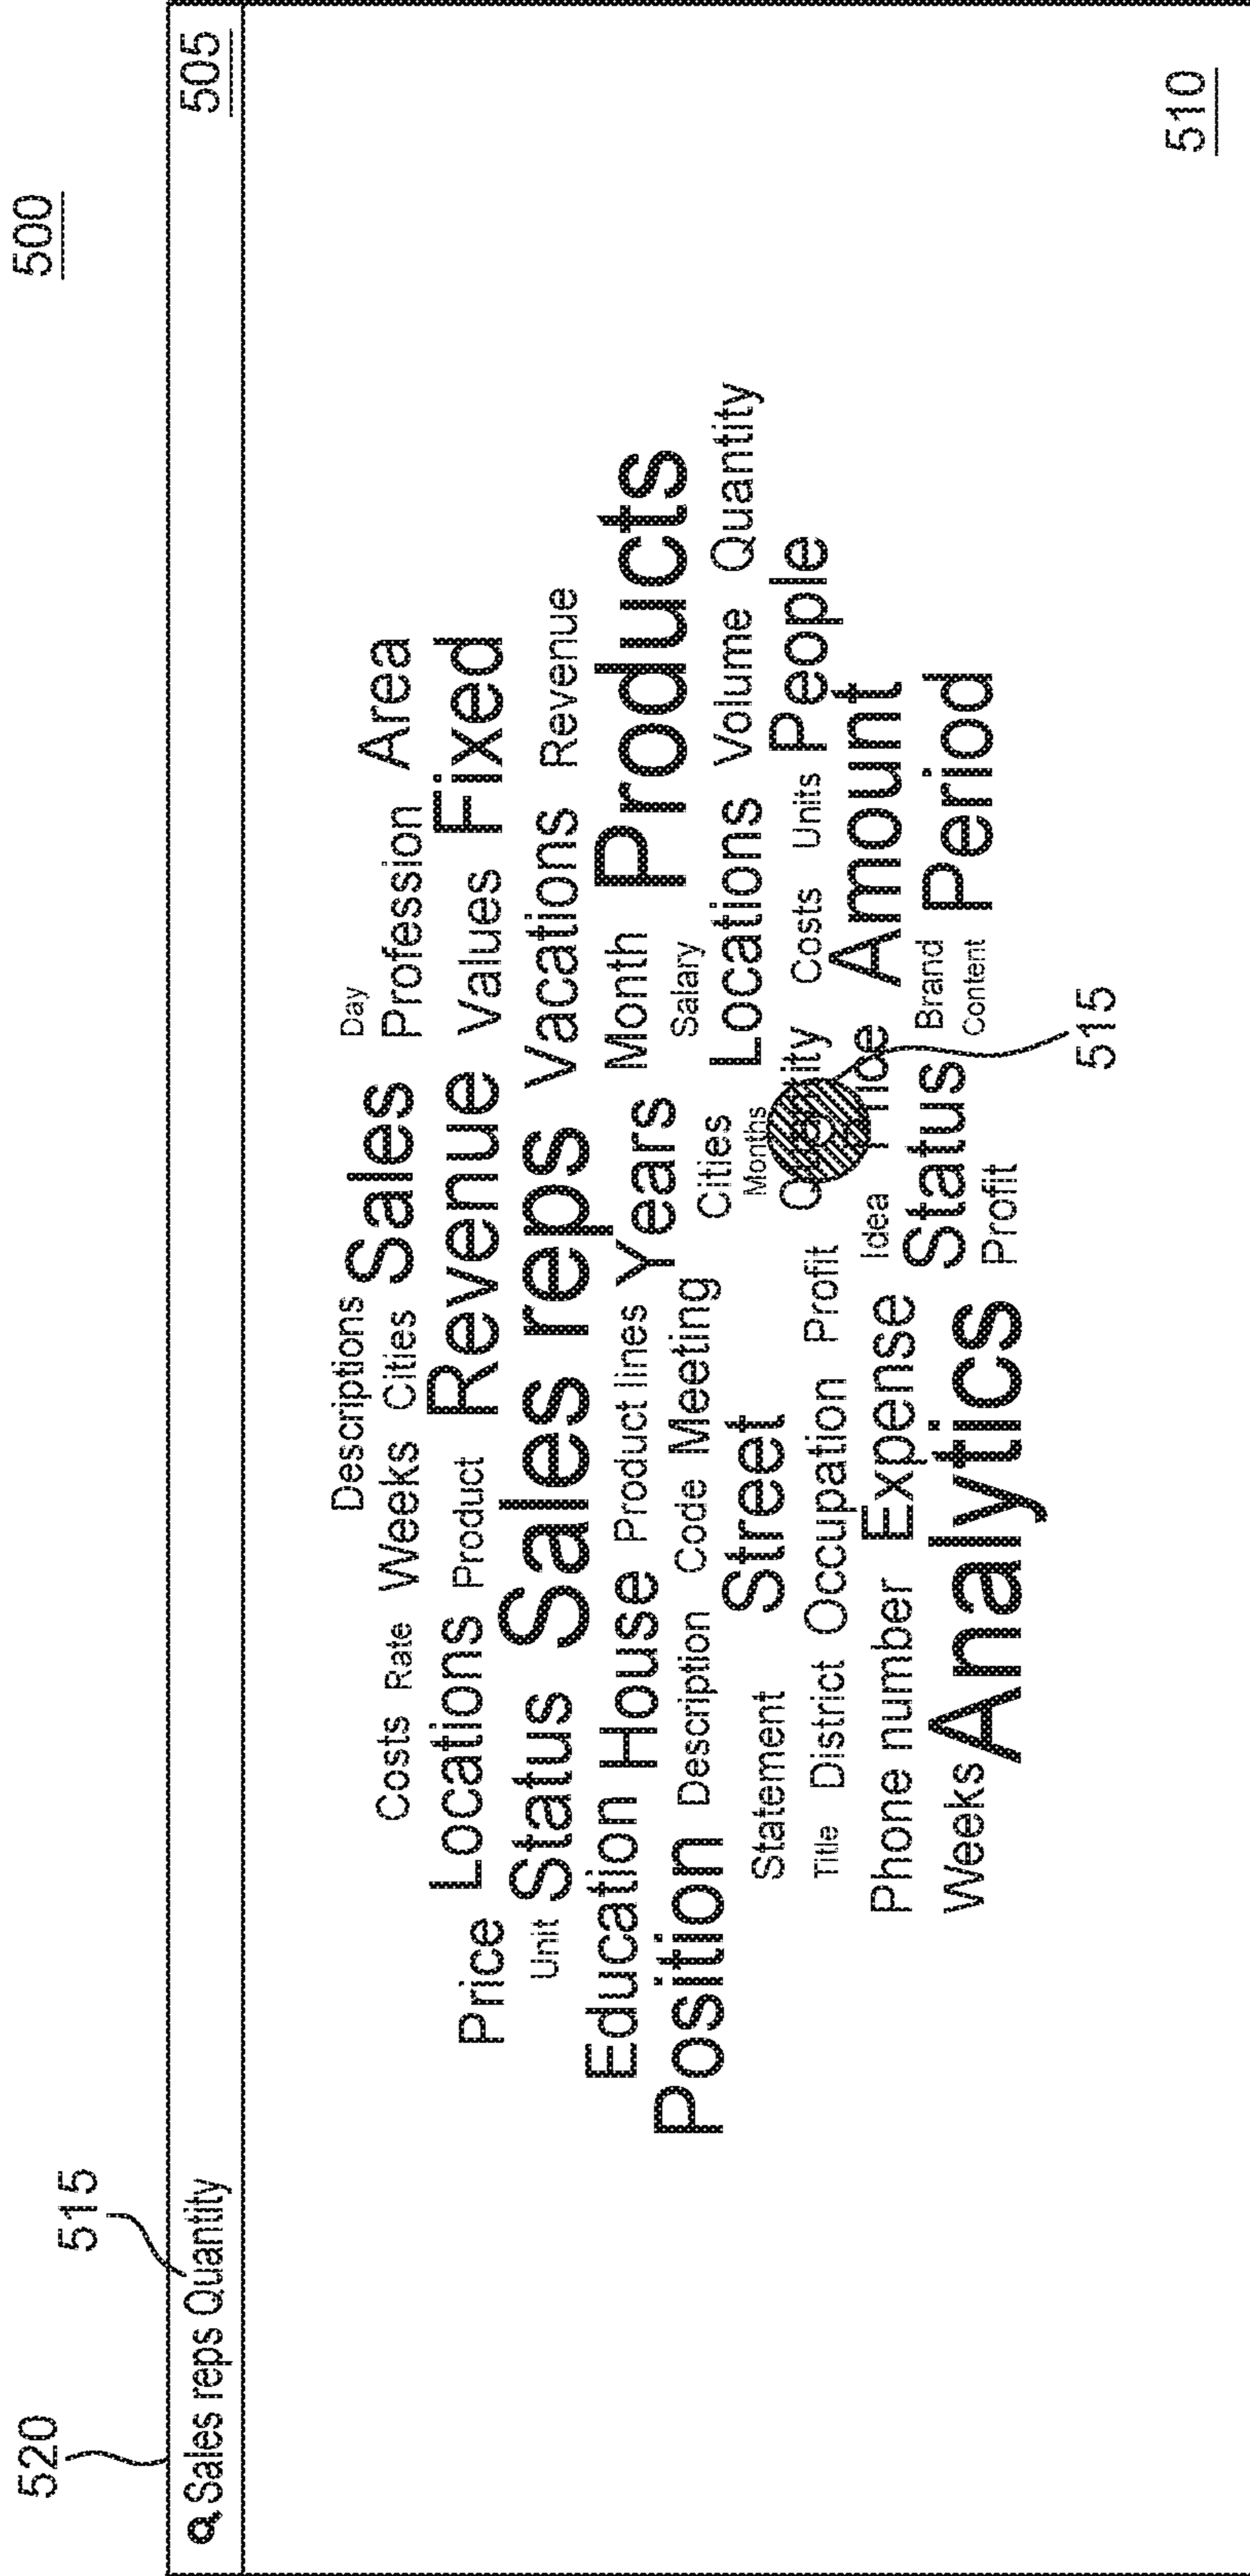 500
520 515
Sales reps Quantity 505
Descriptions Day
Costs Rate Weeks Cities Sales Profession Area
Price Locations Product Revenue Values Fixed
Unit Status Sales reps Vacations Revenue
Education House Product lines Years Month Products
Position Description Code Meeting Salary
Street Cities Locations Volume Quantity
Statement Months
Title District Occupation Profit Costs Units People
Phone number Expense Idea Amount
Weeks Analytics Status Brand Period
Profit Content
515
510